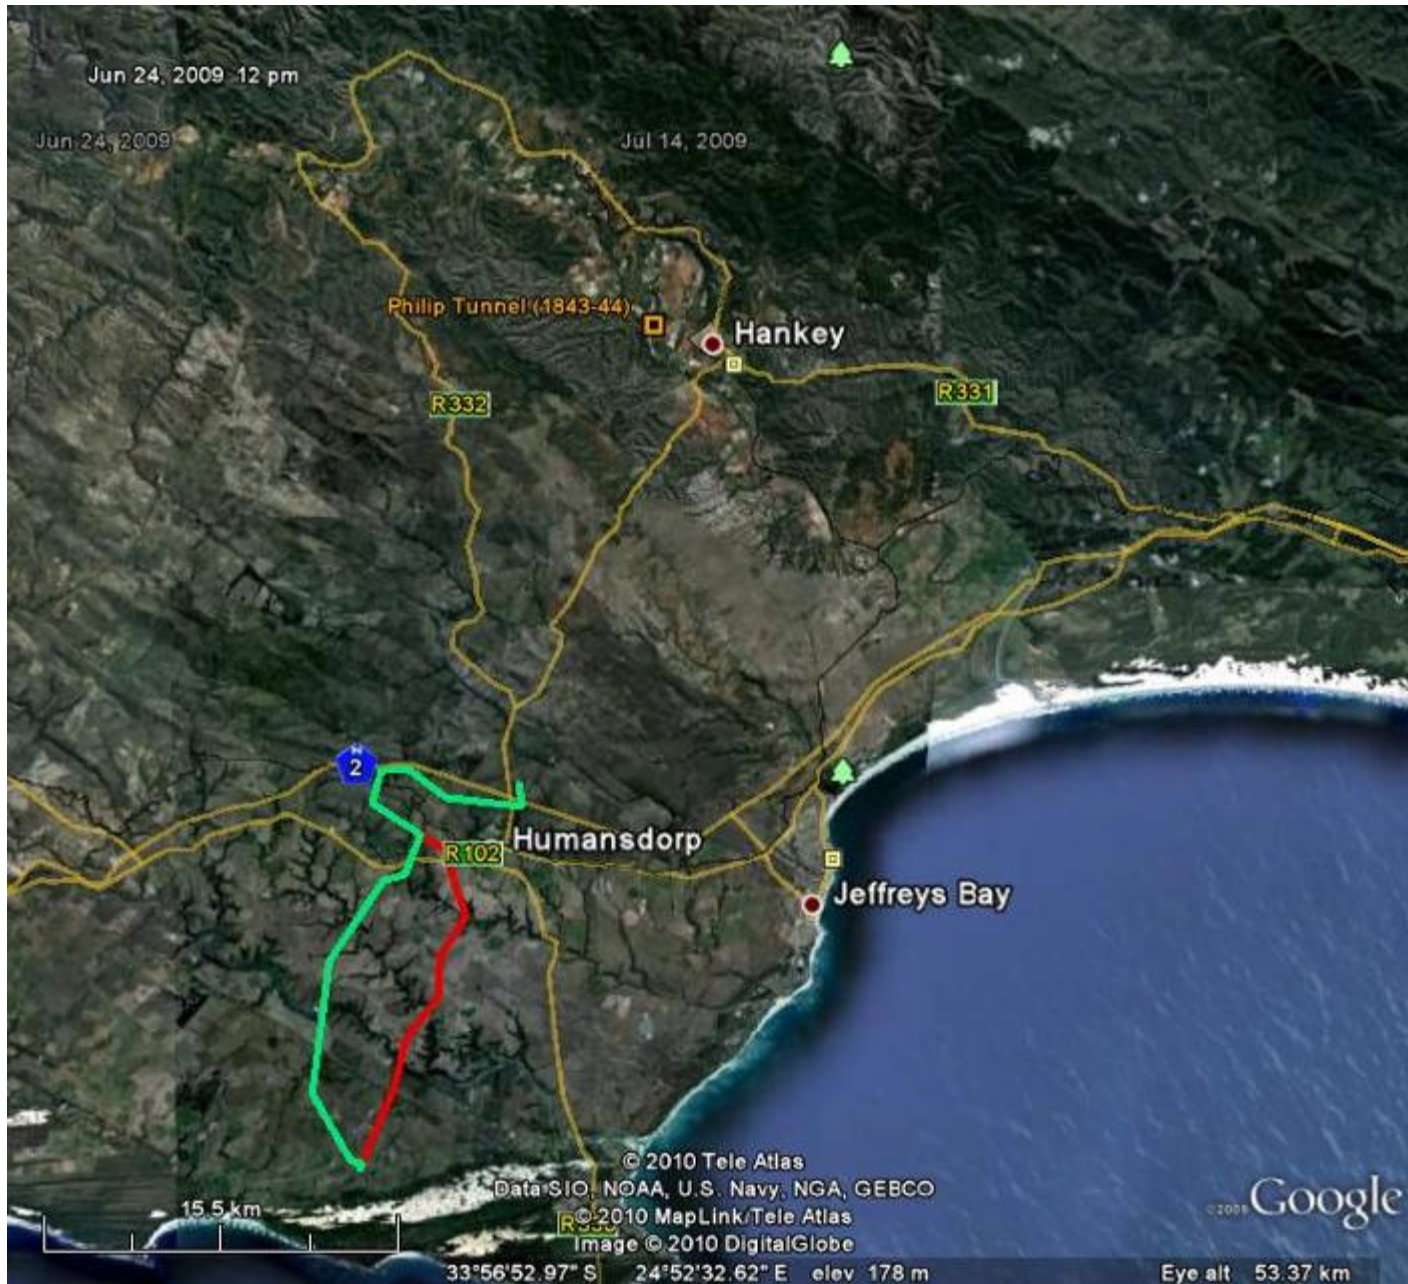 Jun 24, 2009 12 pm
Jun 24, 2009
Jul 14, 2009
Philip Tunnel (1843-44)
Hankey
R332
R331
N
2
Humansdorp
R102
Jeffreys Bay
© 2010 Tele Atlas
Data SIO, NOAA, U.S. Navy, NGA, GEBCO
15.5 km
©2009 Google
© 2010 MapLink/Tele Atlas
Image © 2010 DigitalGlobe
33°56'52.97" S 24°52'32.62" E elev 178 m
Eye alt 53.37 km